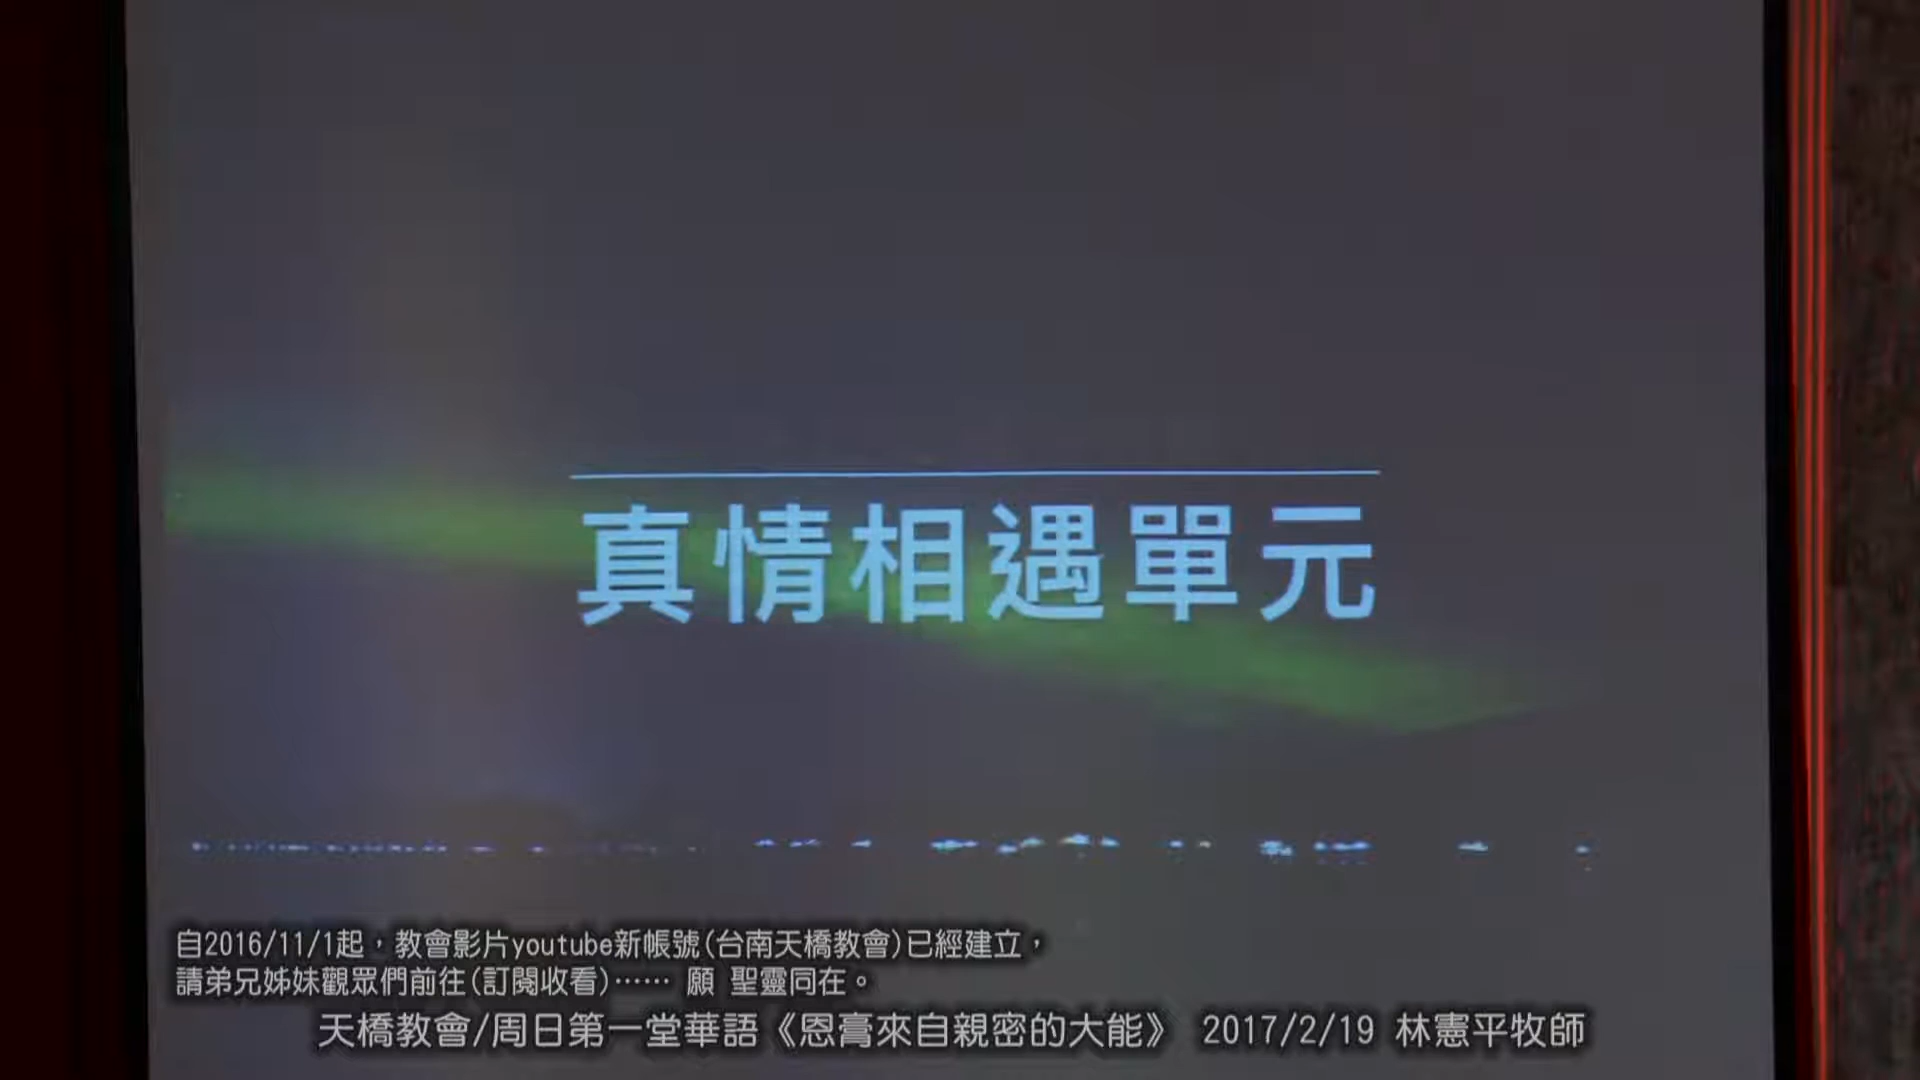 真情相遇單元
自2016/11/1起，教會影片youtube新帳號(台南天橋教會)已經建立，
請弟兄姊妹觀眾們前往(訂閱收看)…… 願 聖靈同在。
天橋教會/周日第一堂華語《恩膏來自親密的大能》 2017/2/19 林憲平牧師